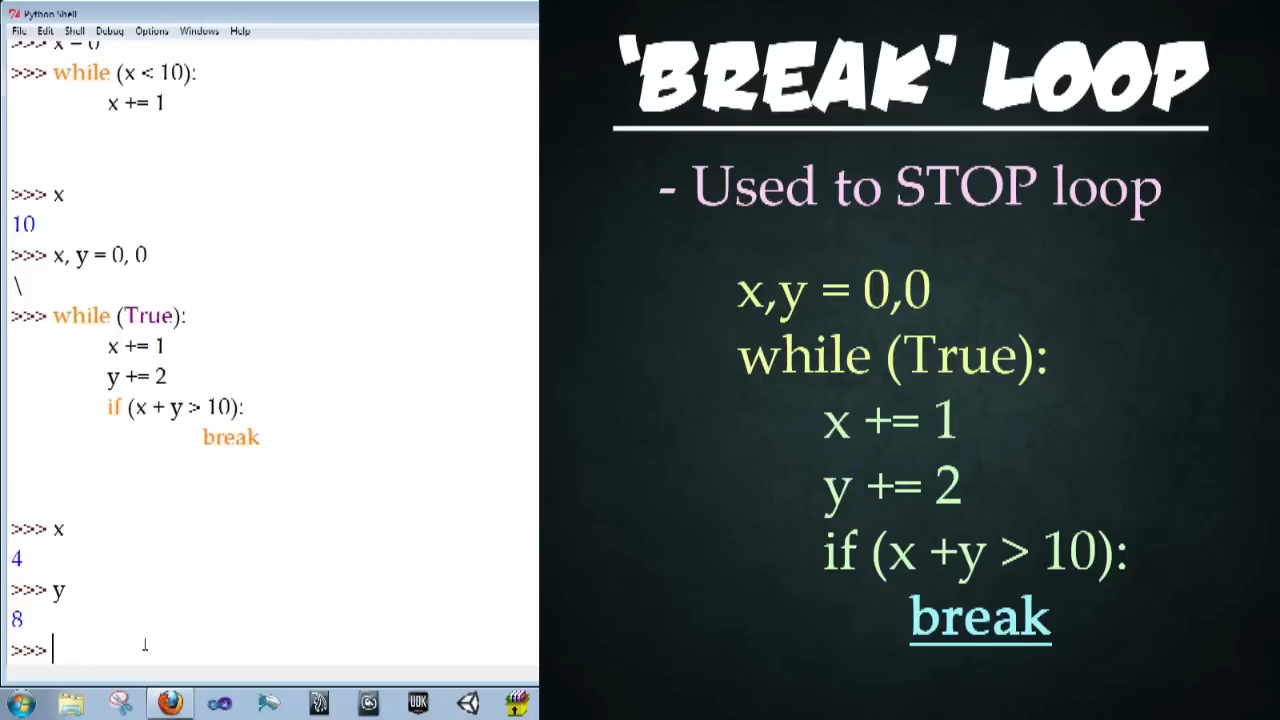 Python Shell
File Edit Shell Debug Options Windows Help
>>> x = 0
>>> while (x < 10):
x += 1
>>> x
10
>>> x, y = 0, 0
\
>>> while (True):
x += 1
y += 2
if (x + y > 10):
break
>>> x
4
>>> y
8
>>>
UDK
'BREAK' LOOP
- Used to STOP loop
x,y = 0,0
while (True):
x += 1
y += 2
if (x +y > 10):
break